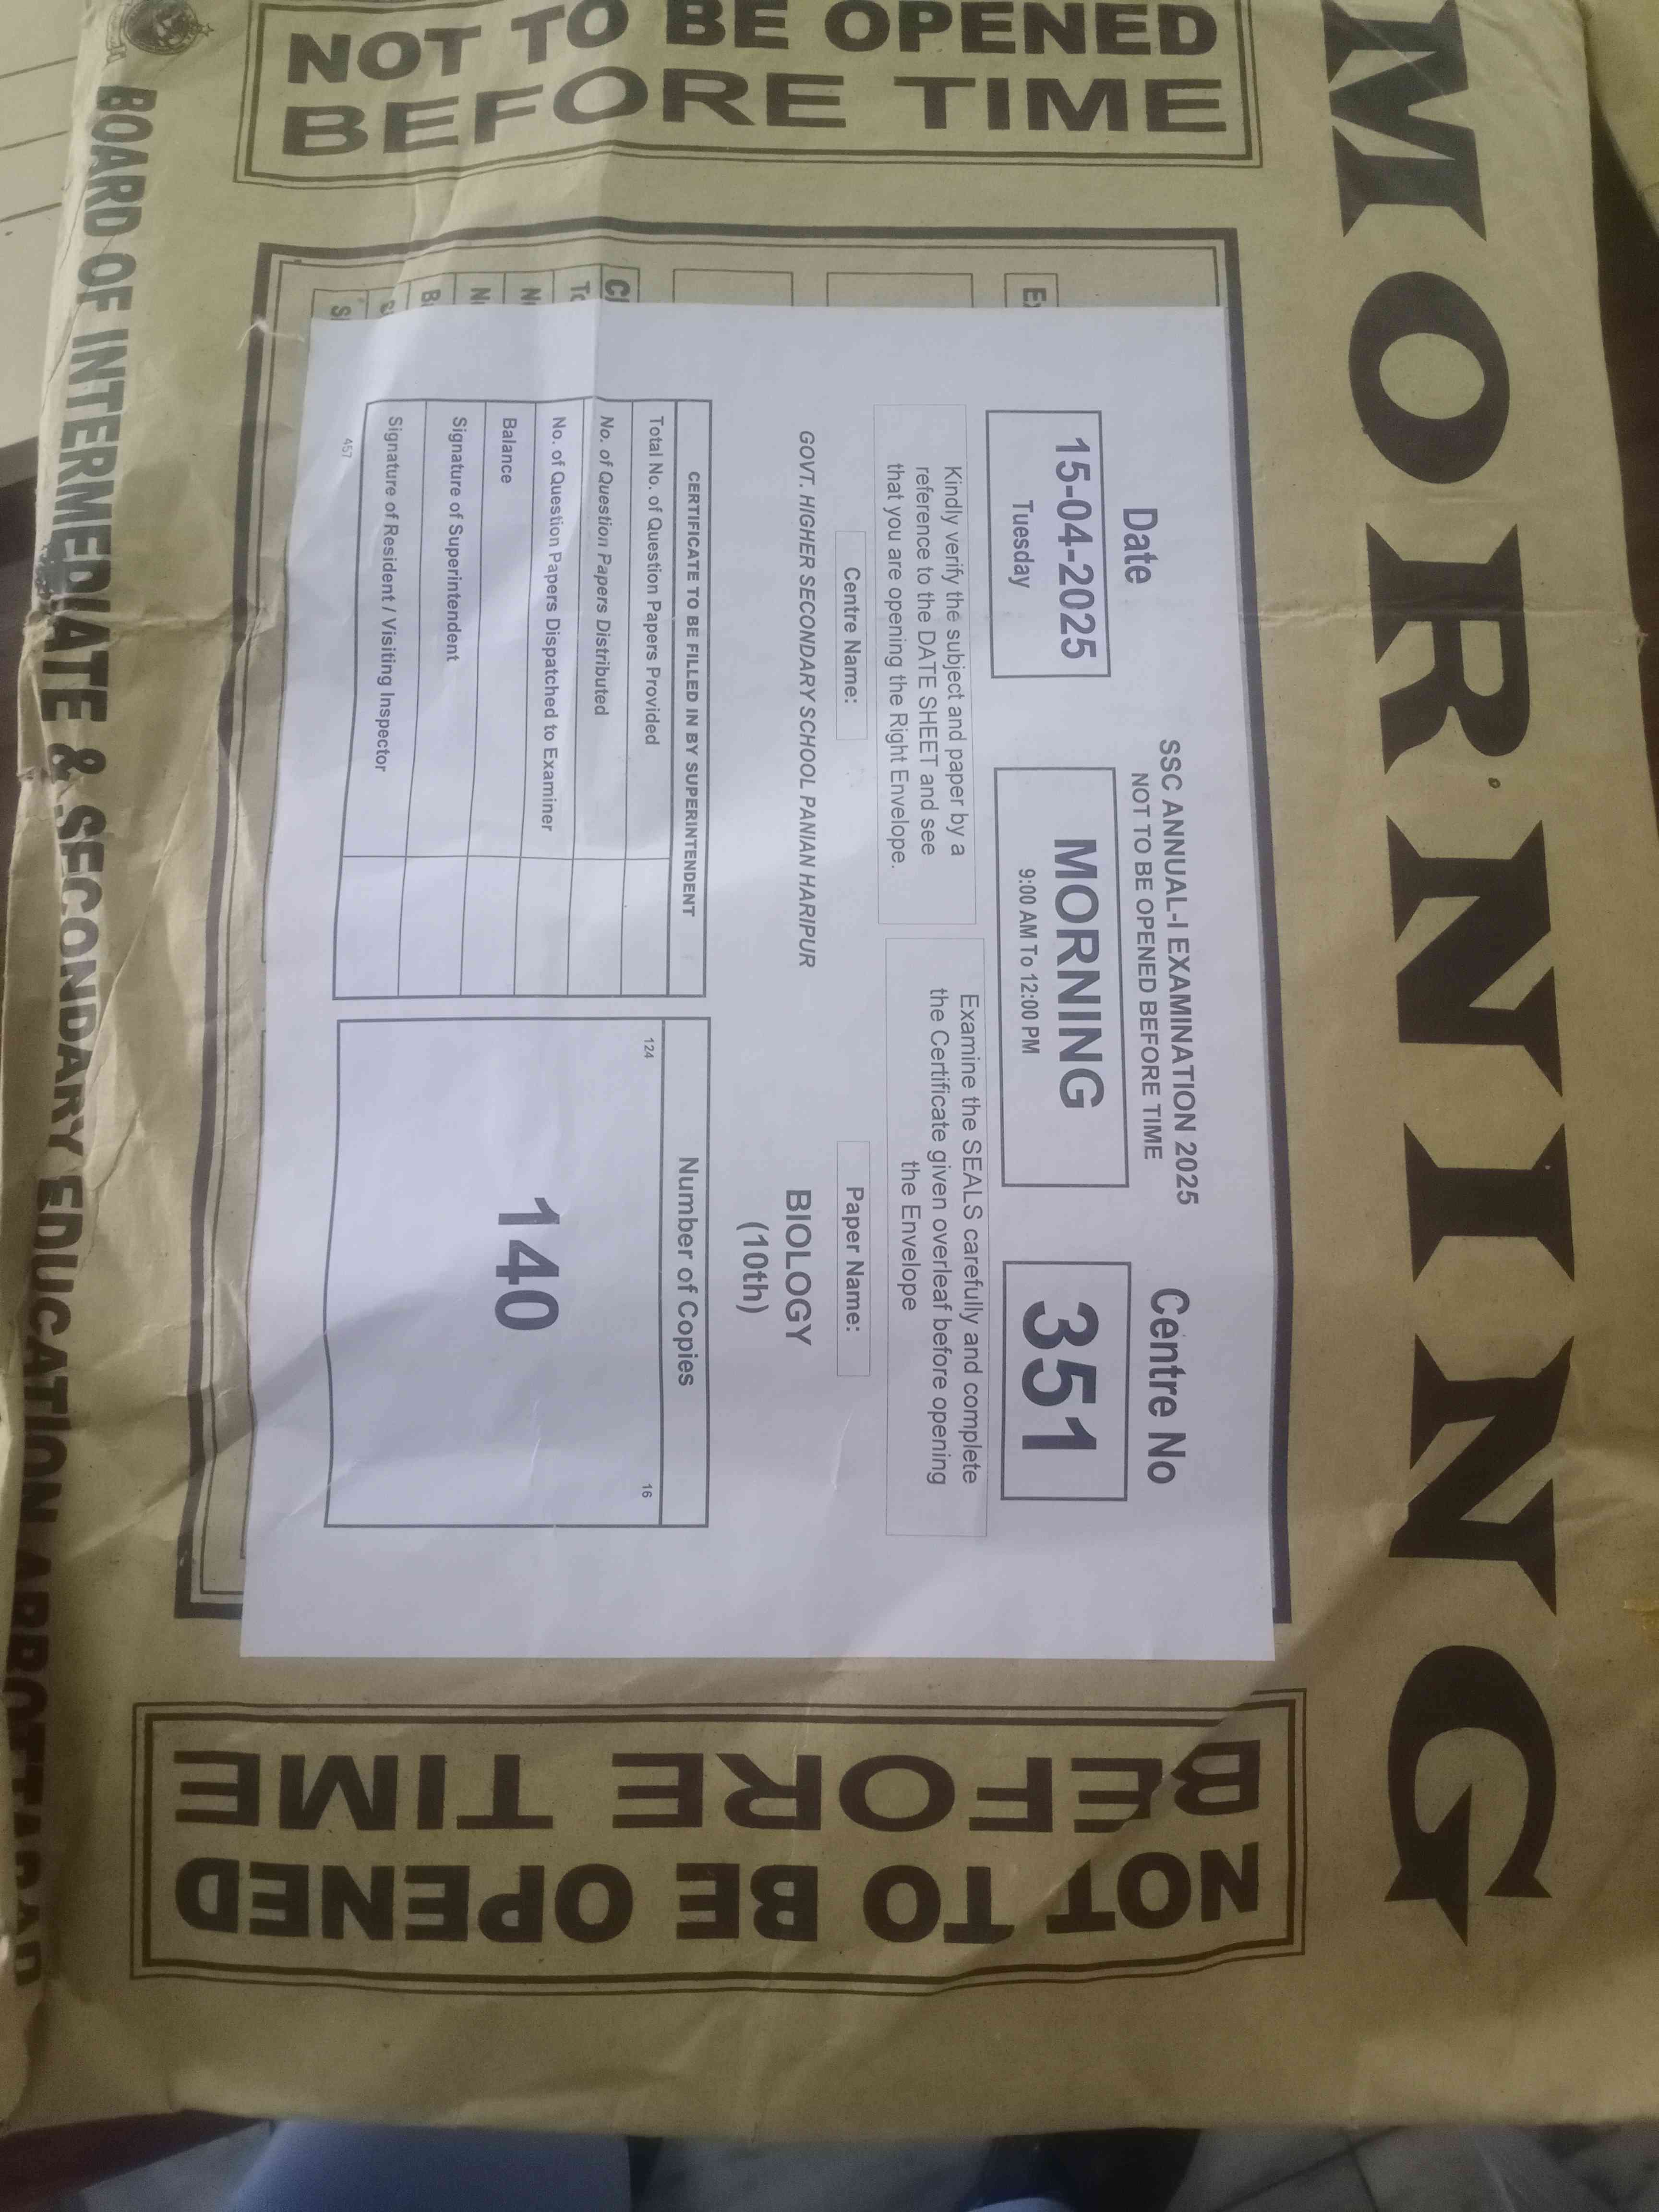 MORNING
NOT TO BE OPENED
BEFORE TIME
SSC ANNUAL-I EXAMINATION 2025
NOT TO BE OPENED BEFORE TIME
Date
15-04-2025
Tuesday
MORNING
9:00 AM To 12:00 PM
Centre No
351
Kindly verify the subject and paper by a
reference to the DATE SHEET and see
that you are opening the Right Envelope.
Examine the SEALS carefully and complete
the Certificate given overleaf before opening
the Envelope
Centre Name:
GOVT. HIGHER SECONDARY SCHOOL PANIAN HARIPUR
Paper Name:
BIOLOGY
(10th)
CERTIFICATE TO BE FILLED IN BY SUPERINTENDENT
Total No. of Question Papers Provided
No. of Question Papers Distributed
No. of Question Papers Dispatched to Examiner
Balance
Signature of Superintendent
Signature of Resident / Visiting Inspector
457
Number of Copies
124
16
140
NOT TO BE OPENED
BEFORE TIME
BOARD OF INTERMEDIATE & SECONDARY EDUCATION ABBOTTABAD